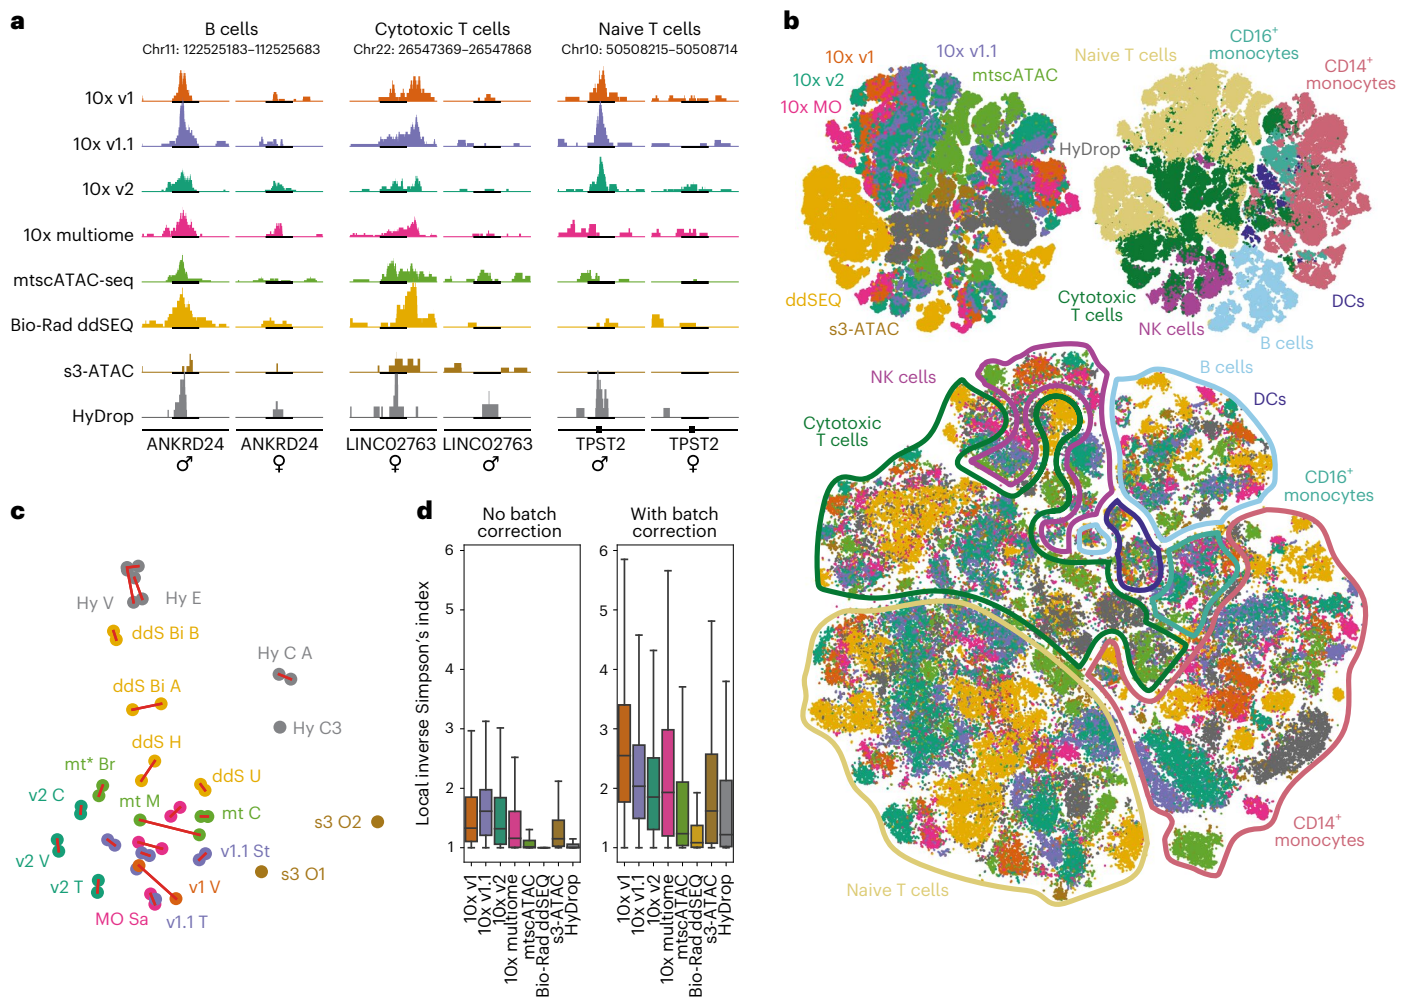 a
B cells
Chr11: 122525183–112525683
Cytotoxic T cells
Chr22: 26547369–26547868
Naive T cells
Chr10: 50508215–50508714
10x v1
10x v1.1
10x v2
10x multiome
mtscATAC-seq
Bio-Rad ddSEQ
s3-ATAC
HyDrop
ANKRD24
ANKRD24
LINC02763
LINC02763
TPST2
TPST2
♂
♀
♀
♂
♂
♀
b
10x v1
10x v1.1
10x v2
mtscATAC
10x MO
HyDrop
ddSEQ
s3-ATAC
Naive T cells
CD16+
monocytes
CD14+
monocytes
Cytotoxic
T cells
NK cells
DCs
B cells
NK cells
B cells
DCs
Cytotoxic
T cells
CD16+
monocytes
CD14+
monocytes
Naive T cells
c
Hy V
Hy E
ddS Bi B
Hy C A
ddS Bi A
Hy C3
ddS H
mt* Br
ddS U
v2 C
mt M
mt C
s3 O2
v2 V
v1.1 St
s3 O1
v2 T
v1 V
MO Sa
v1.1 T
d
No batch
correction
With batch
correction
Local inverse Simpson's index
6
5
4
3
2
1
6
5
4
3
2
1
10x v1
10x v1.1
10x v2
10x multiome
mtscATAC
Bio-Rad ddSEQ
s3-ATAC
HyDrop
10x v1
10x v1.1
10x v2
10x multiome
mtscATAC
Bio-Rad ddSEQ
s3-ATAC
HyDrop